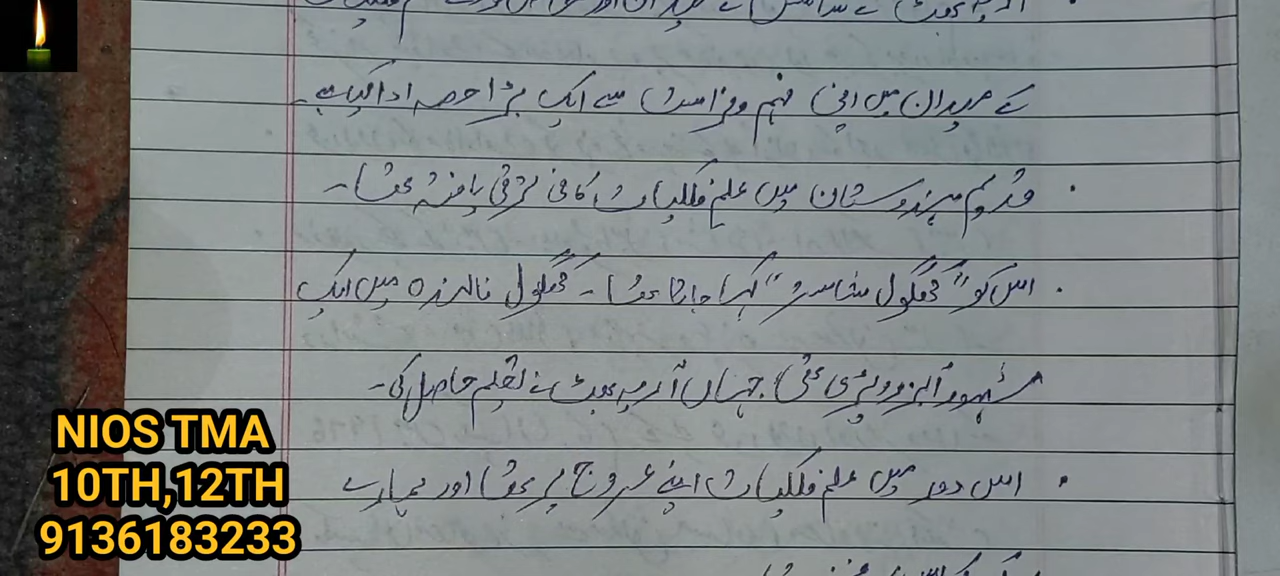 کے میدان میں اپنی فہم و فراست سے ایک بڑا حصہ ادا کیا ہے۔
• قدیم ہندوستان میں علم فلکیات کافی ترقی یافتہ تھا۔
• اس کو "کھگول شاستر" کہا جاتا تھا۔ کھگول نالندہ میں ایک
مشہور آبزرویٹری تھی، جہاں آریہ بھٹ نے تعلیم حاصل کی۔
• اس دور میں علم فلکیات اپنے عروج پر تھا اور ہمارے
NIOS TMA
10TH,12TH
9136183233